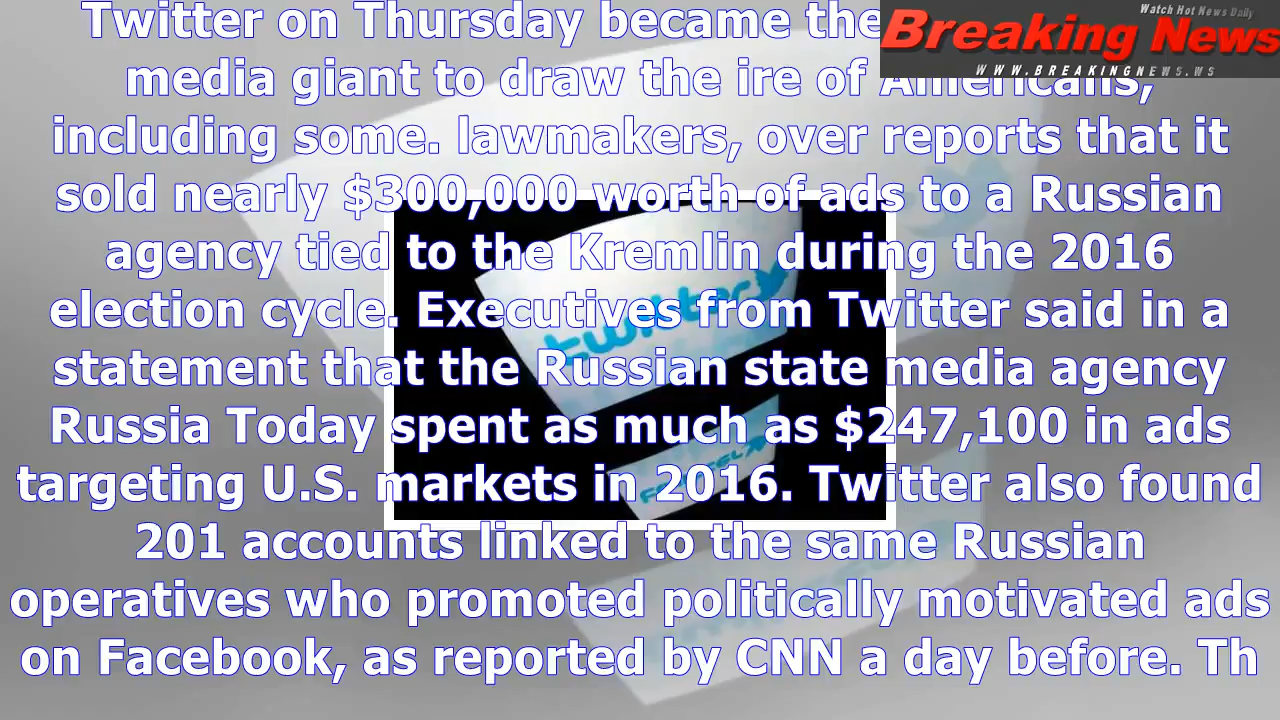 Twitter on Thursday became the
Watch Hot News Daily
Breaking News
WWW.BREAKINGNEWS.WS
media giant to draw the ire of Americans,
including some. lawmakers, over reports that it
sold nearly $300,000 worth of ads to a Russian
agency tied to the Kremlin during the 2016
election cycle. Executives from Twitter said in a
statement that the Russian state media agency
Russia Today spent as much as $247,100 in ads
targeting U.S. markets in 2016. Twitter also found
201 accounts linked to the same Russian
operatives who promoted politically motivated ads
on Facebook, as reported by CNN a day before. Th
twitter